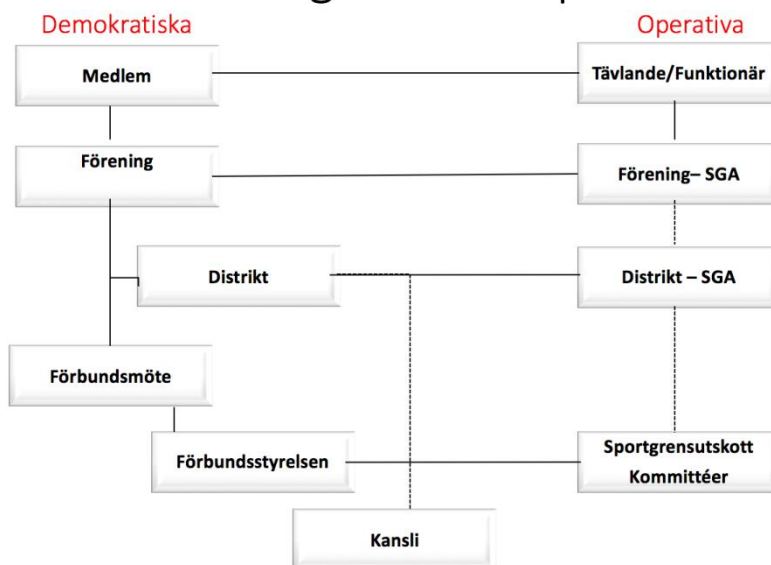 Demokratiska
Operativa
Medlem
Tävlande/Funktionär
Förening
Förening– SGA
Distrikt
Distrikt – SGA
Förbundsmöte
Förbundsstyrelsen
Sportgrensutskott
Kommittéer
Kansli